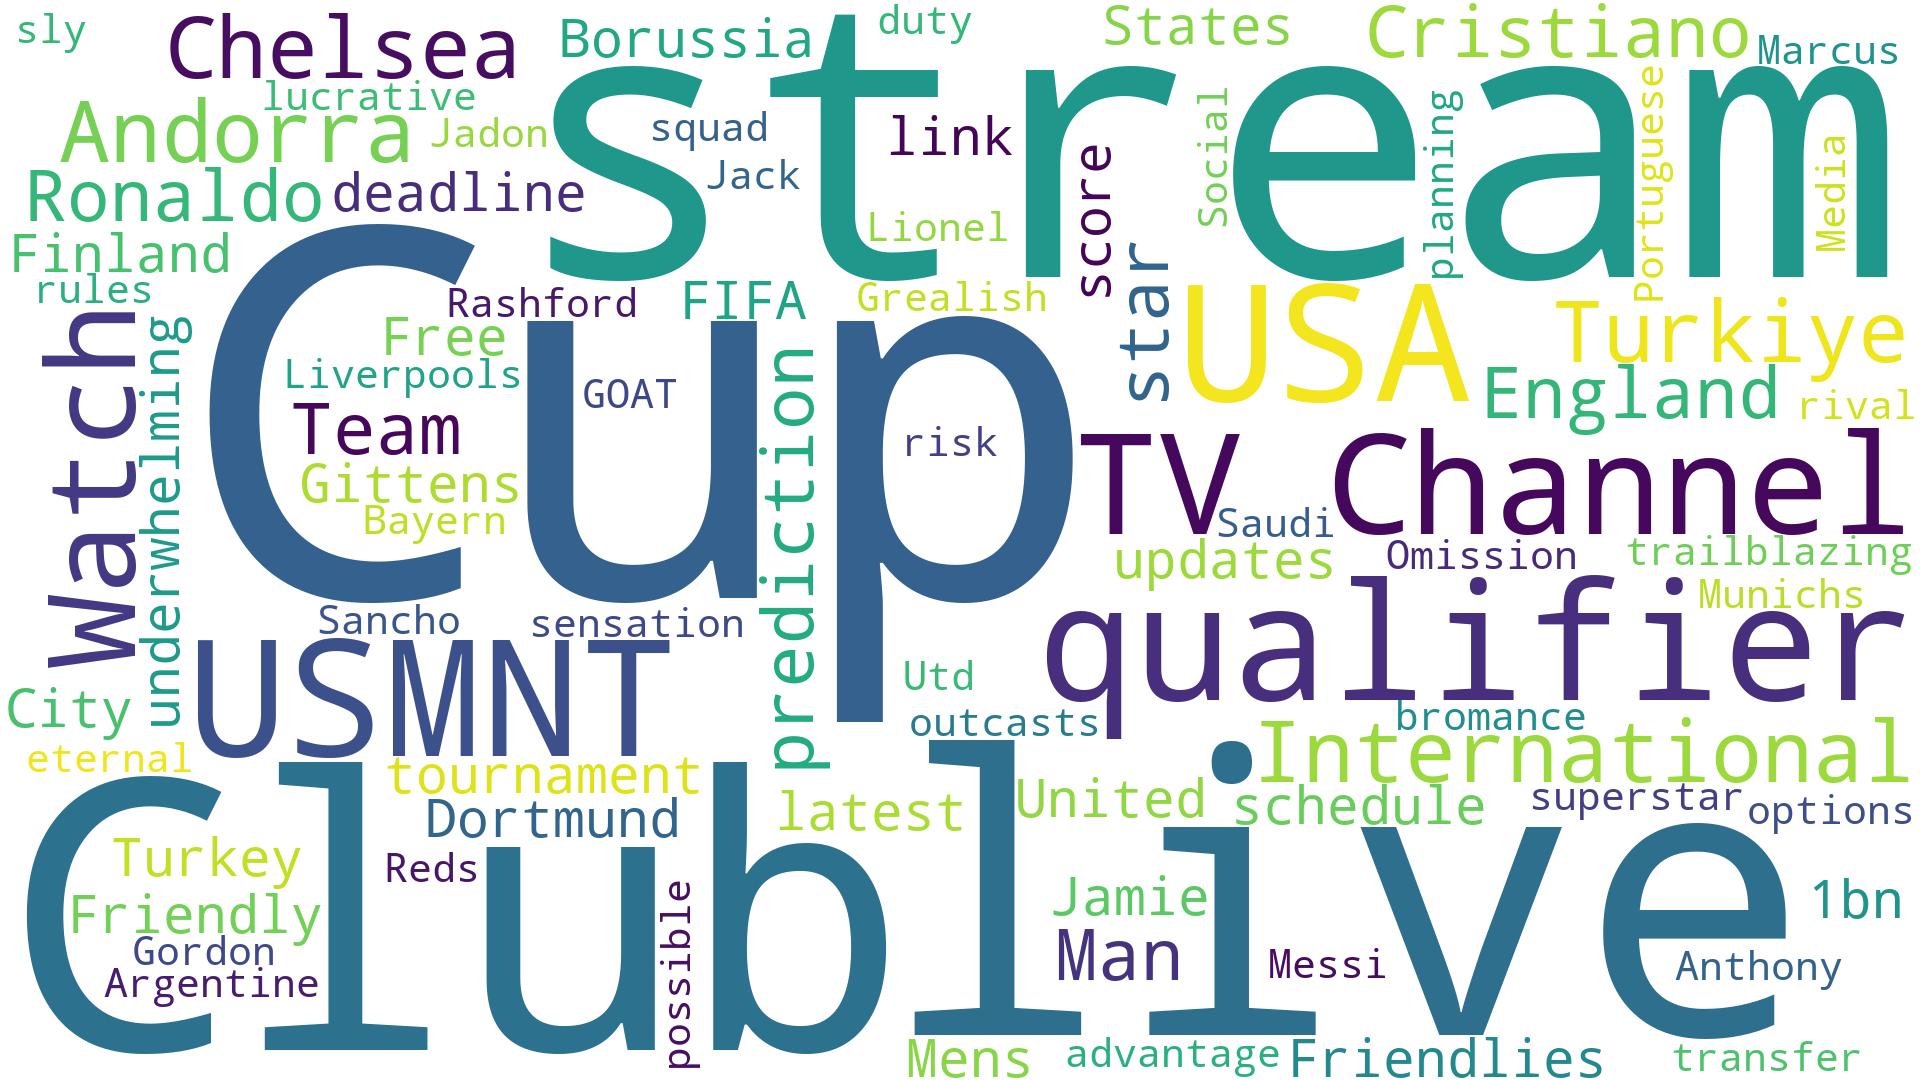 sly
Chelsea
Borussia
duty
States
Cristiano
Marcus
stream
lucrative
Andorra
Jadon
squad
link
Jack
score
Social
planning
Portuguese
Media
Ronaldo
deadline
Lionel
Finland
rules
Cup
Rashford
FIFA
Grealish
star
USA
Turkiye
Watch
underwhelming
Free
Liverpools
GOAT
prediction
England
rival
Team
risk
TV Channel
Gittens
Bayern
Saudi
updates
Omission
trailblazing
Munichs
qualifier
Sancho
sensation
USMNT
Utd
City
outcasts
bromance
International
eternal
tournament
live
Club
Dortmund
latest
United
schedule
superstar
options
Turkey
Reds
possible
Jamie
1bn
Friendly
Gordon
Argentine
Man
Messi
Anthony
Mens
advantage
Friendlies
transfer